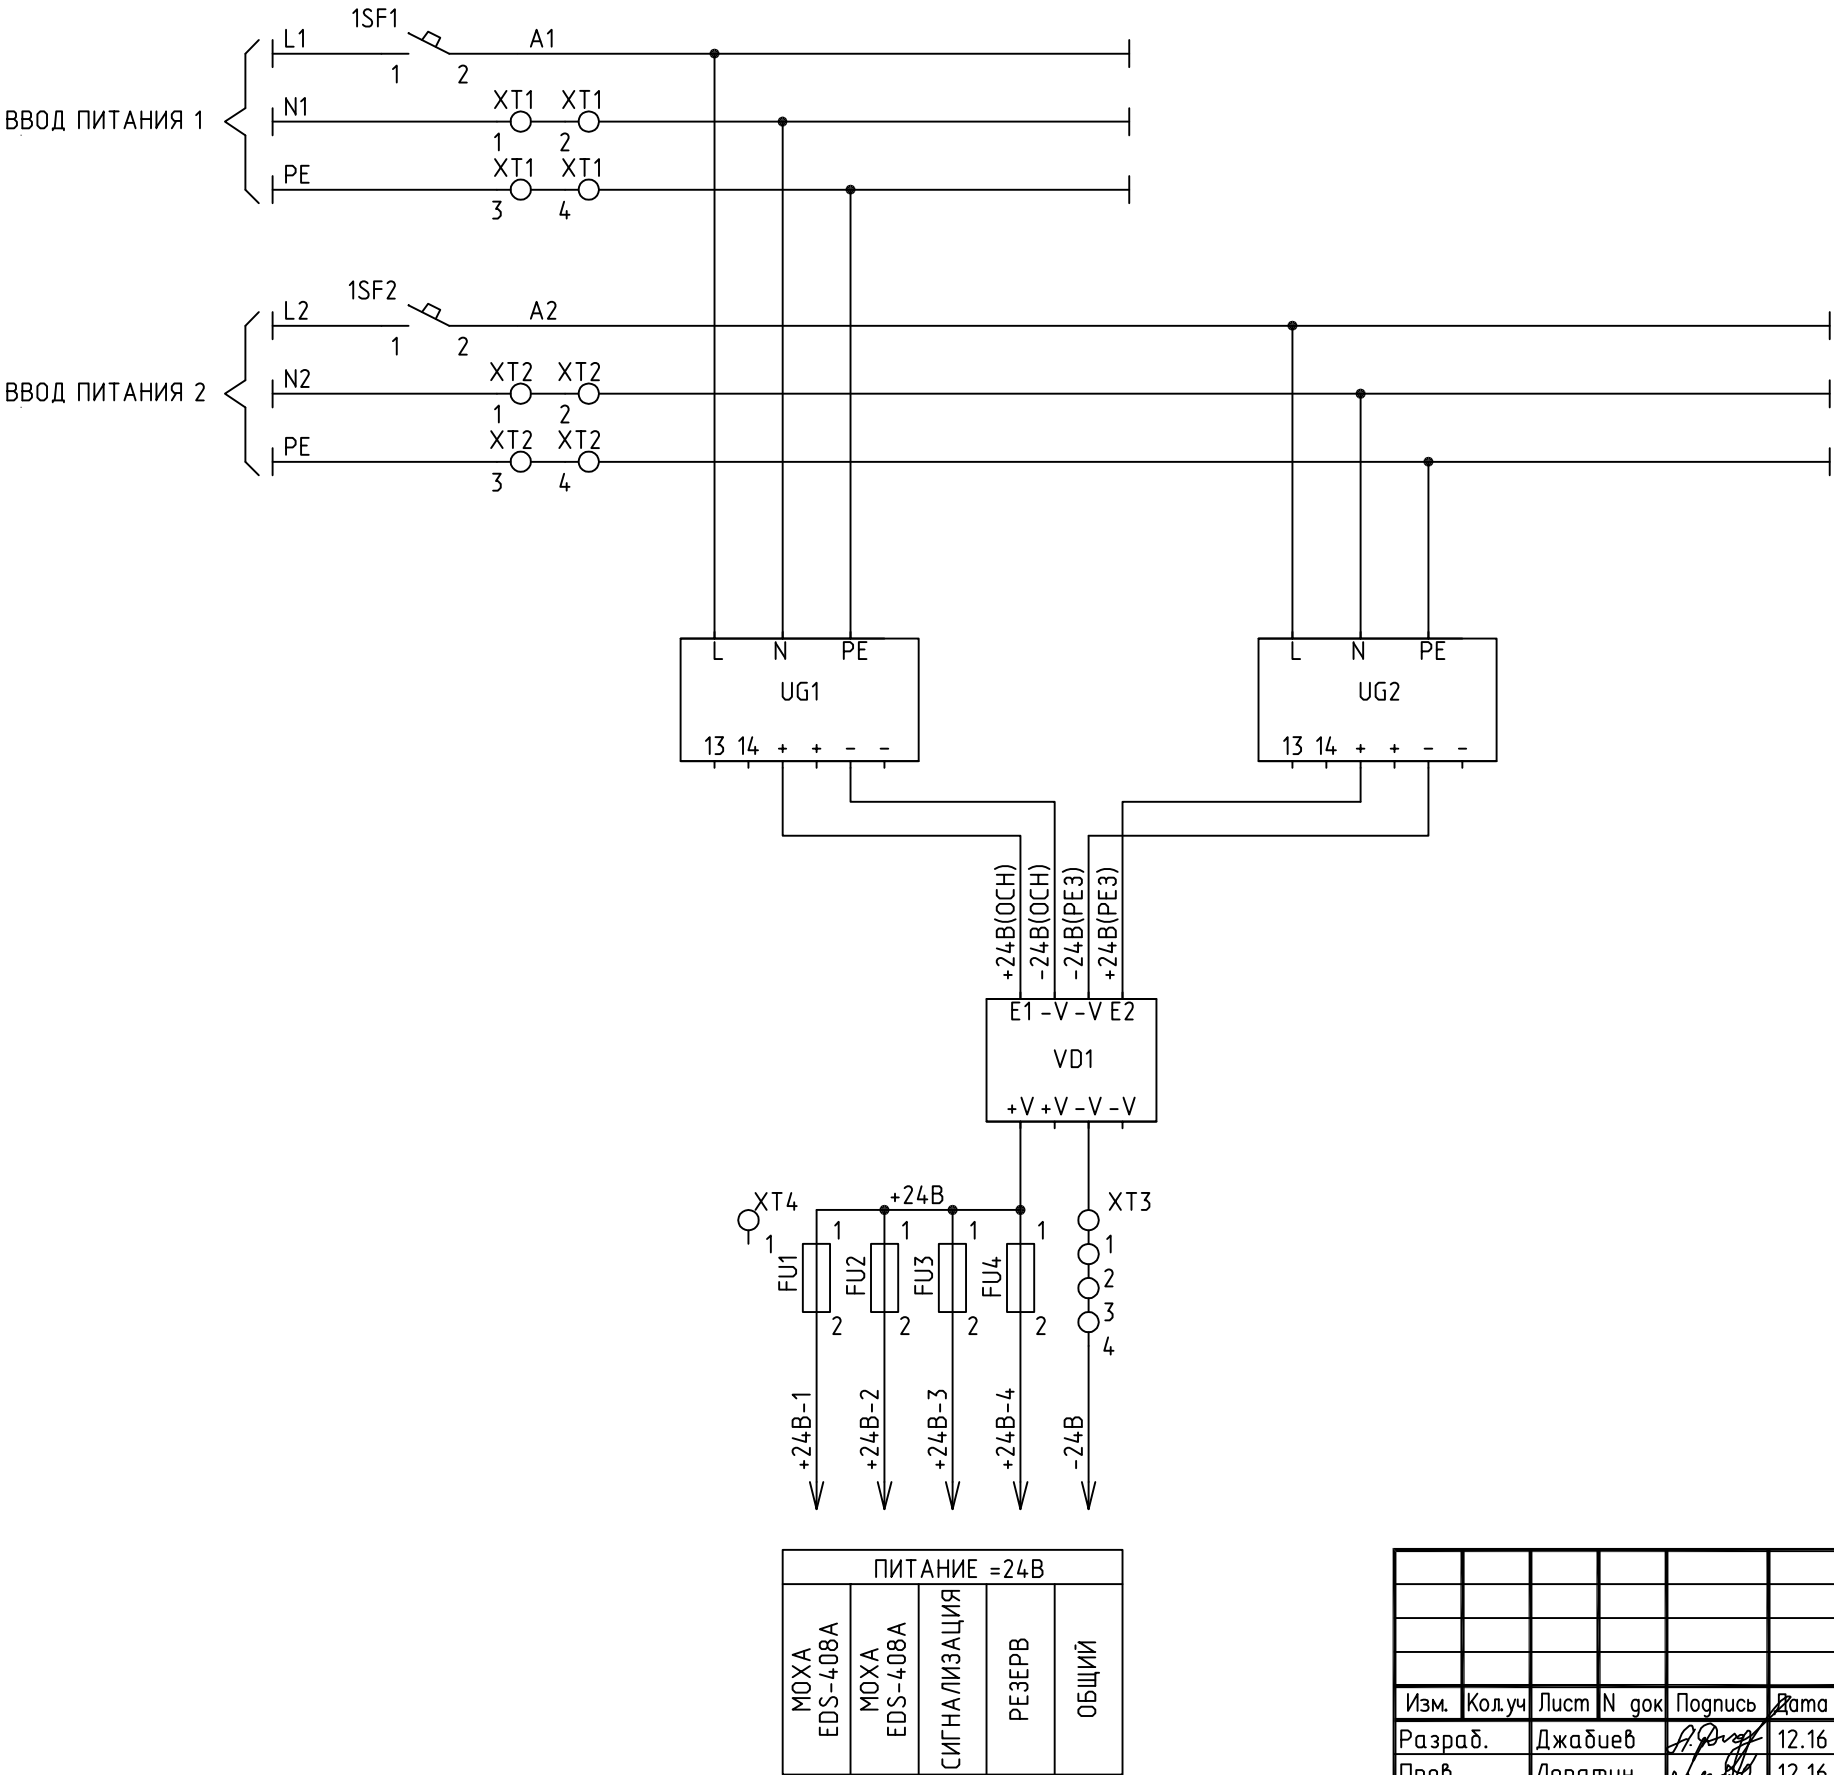 1SF1
L1
A1
1
2
N1
XT1
XT1
ВВОД ПИТАНИЯ 1
1
2
PE
XT1
XT1
3
4
1SF2
L2
A2
1
2
N2
XT2
XT2
ВВОД ПИТАНИЯ 2
1
2
PE
XT2
XT2
3
4
L N PE
UG1
13 14 + + - -
L N PE
UG2
13 14 + + - -
+24В(ОСН)
-24В(ОСН)
-24В(РЕЗ)
+24В(РЕЗ)
E1 -V -V E2
VD1
+V +V -V -V
XT4
1
+24В
XT3
1
1
1
1
FU1
FU2
FU3
FU4
2
2
2
2
1
2
3
4
+24В-1
+24В-2
+24В-3
+24В-4
-24В
ПИТАНИЕ =24В
MOXA
EDS-408A
MOXA
EDS-408A
СИГНАЛИЗАЦИЯ
РЕЗЕРВ
ОБЩИЙ
Изм. Кол.уч Лист N док Подпись Дата
Разраб. Джабиев 12.16
12.16